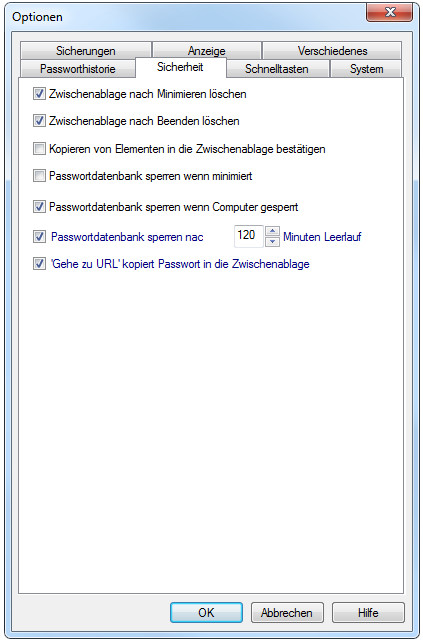 Optionen
Sicherungen Anzeige Verschiedenes
Passworthistorie Sicherheit Schnelltasten System
Zwischenablage nach Minimieren löschen
Zwischenablage nach Beenden löschen
Kopieren von Elementen in die Zwischenablage bestätigen
Passwortdatenbank sperren wenn minimiert
Passwortdatenbank sperren wenn Computer gesperrt
Passwortdatenbank sperren nac 120 Minuten Leerlauf
'Gehe zu URL' kopiert Passwort in die Zwischenablage
OK Abbrechen Hilfe